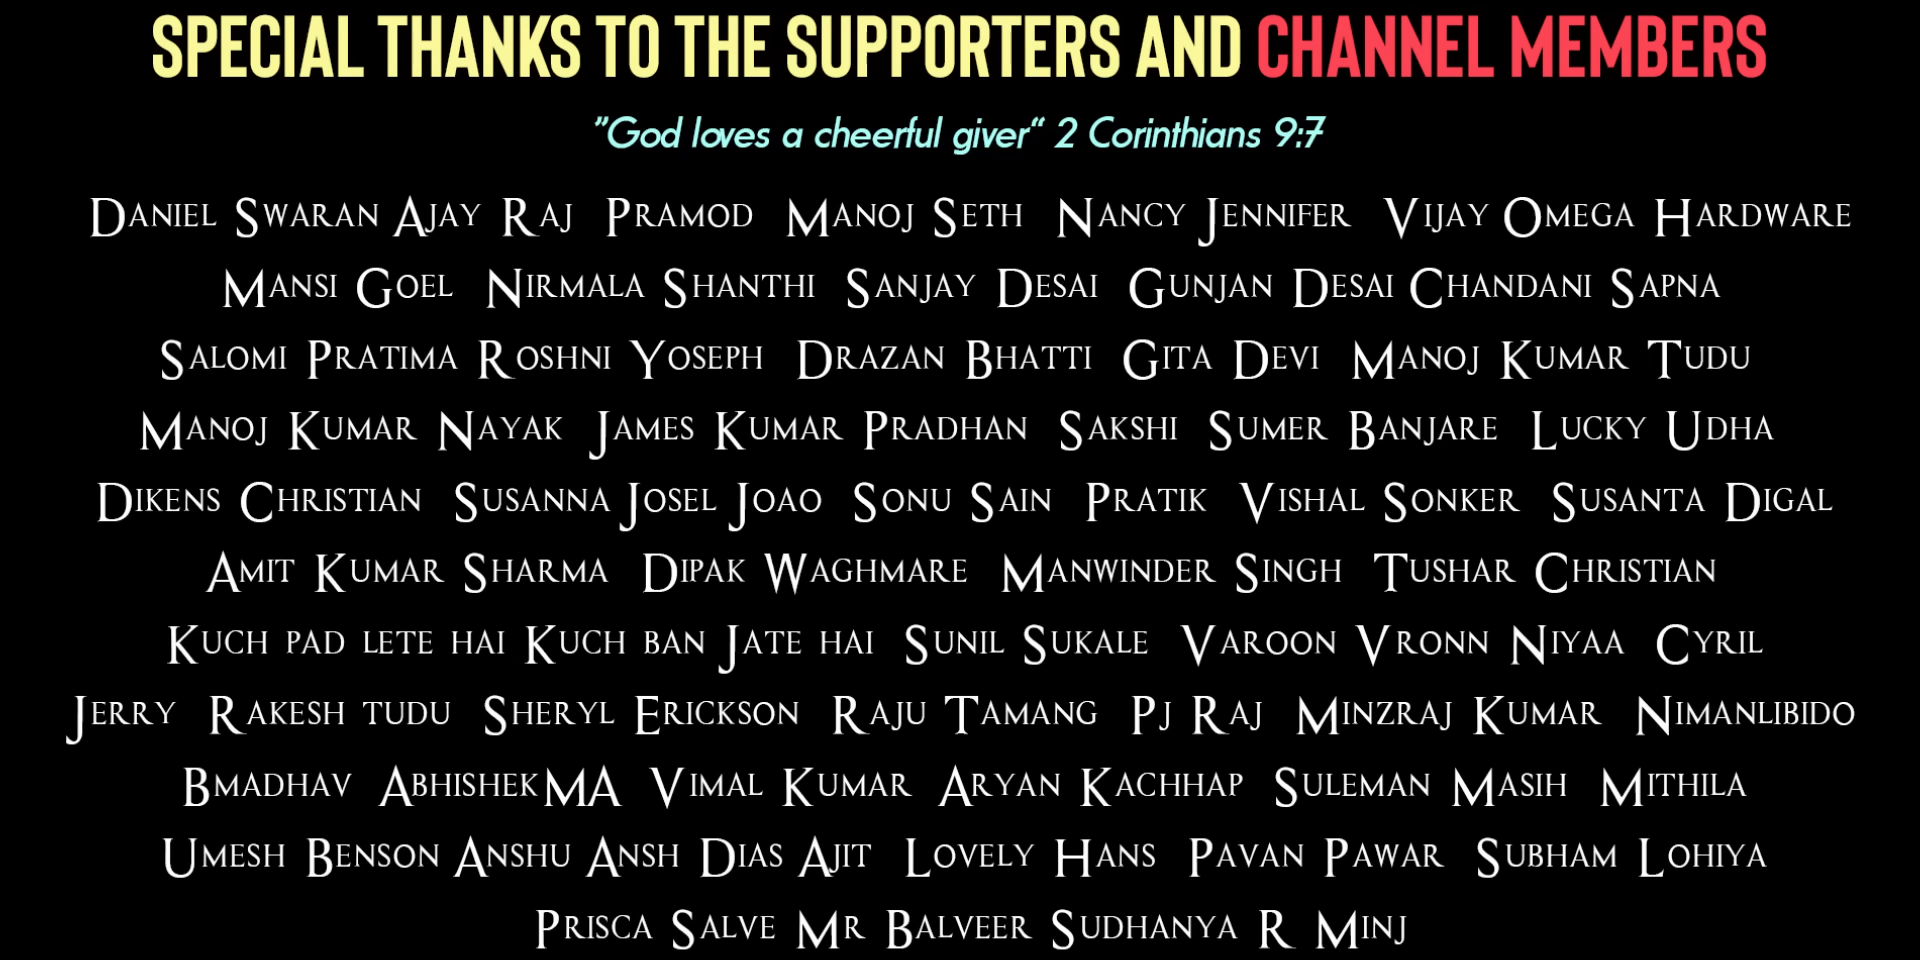 SPECIAL THANKS TO THE SUPPORTERS AND CHANNEL MEMBERS
"God loves a cheerful giver" 2 Corinthians 9:7
Daniel Swaran Ajay Raj Pramod Manoj Seth Nancy Jennifer Vijay Omega Hardware
Mansi Goel Nirmala Shanthi Sanjay Desai Gunjan Desai Chandani Sapna
Salomi Pratima Roshni Yoseph Drazan Bhatti Gita Devi Manoj Kumar Tudu
Manoj Kumar Nayak James Kumar Pradhan Sakshi Sumer Banjare Lucky Udha
Dikens Christian Susanna Josel Joao Sonu Sain Pratik Vishal Sonker Susanta Digal
Amit Kumar Sharma Dipak Waghmare Manwinder Singh Tushar Christian
Kuch pad lete hai Kuch ban Jate hai Sunil Sukale Varoon Vronn Niyaa Cyril
Jerry Rakesh tudu Sheryl Erickson Raju Tamang Pj Raj Minzraj Kumar Nimanlibido
Bmadhav AbhishekMA Vimal Kumar Aryan Kachhap Suleman Masih Mithila
Umesh Benson Anshu Ansh Dias Ajit Lovely Hans Pavan Pawar Subham Lohiya
Prisca Salve Mr Balveer Sudhanya R Minj